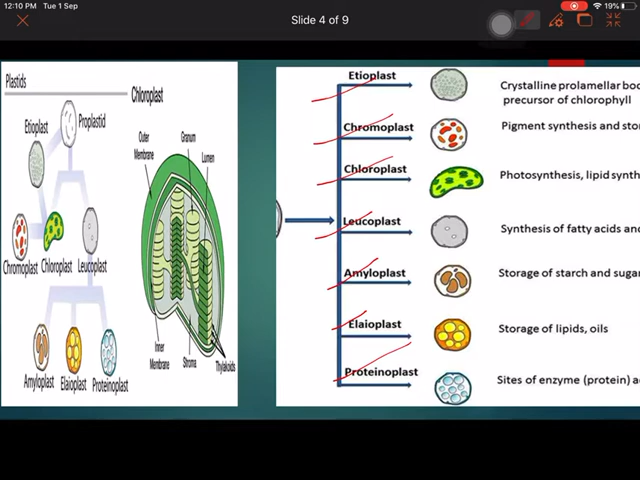 12:10 PM Tue 1 Sep
19%
Slide 4 of 9
Plastids
Etioplast
Proplastid
Chromoplast
Chloroplast
Leucoplast
Amyloplast
Elaioplast
Proteinoplast
Chloroplast
Outer
Membrane
Granum
Lumen
Inner
Membrane
Stroma
Thylakoids
Etioplast
Crystalline prolamellar boo
precursor of chlorophyll
Chromoplast
Pigment synthesis and stor
Chloroplast
Photosynthesis, lipid synth
Leucoplast
Synthesis of fatty acids and
Amyloplast
Storage of starch and sugar
Elaioplast
Storage of lipids, oils
Proteinoplast
Sites of enzyme (protein) a